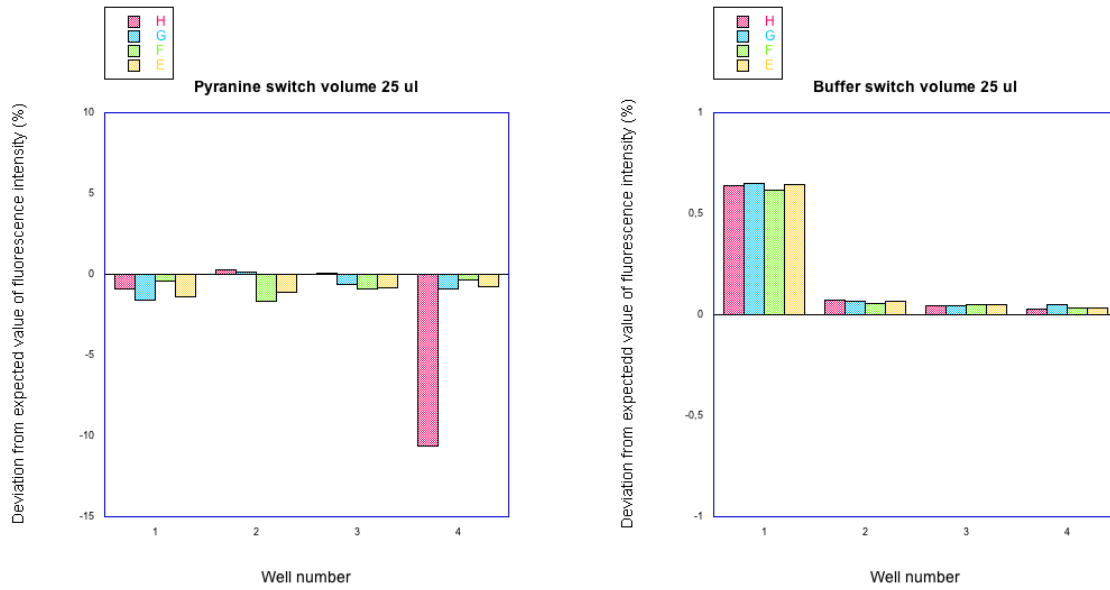 H
G
F
E
Pyranine switch volume 25 ul
Deviation from expected value of fluorescence intensity (%)
10
5
0
-5
-10
-15
1
2
3
4
Well number
H
G
F
E
Buffer switch volume 25 ul
Deviation from expectedd value of fluorescence intensity (%)
1
0,5
0
-0,5
-1
1
2
3
4
Well number